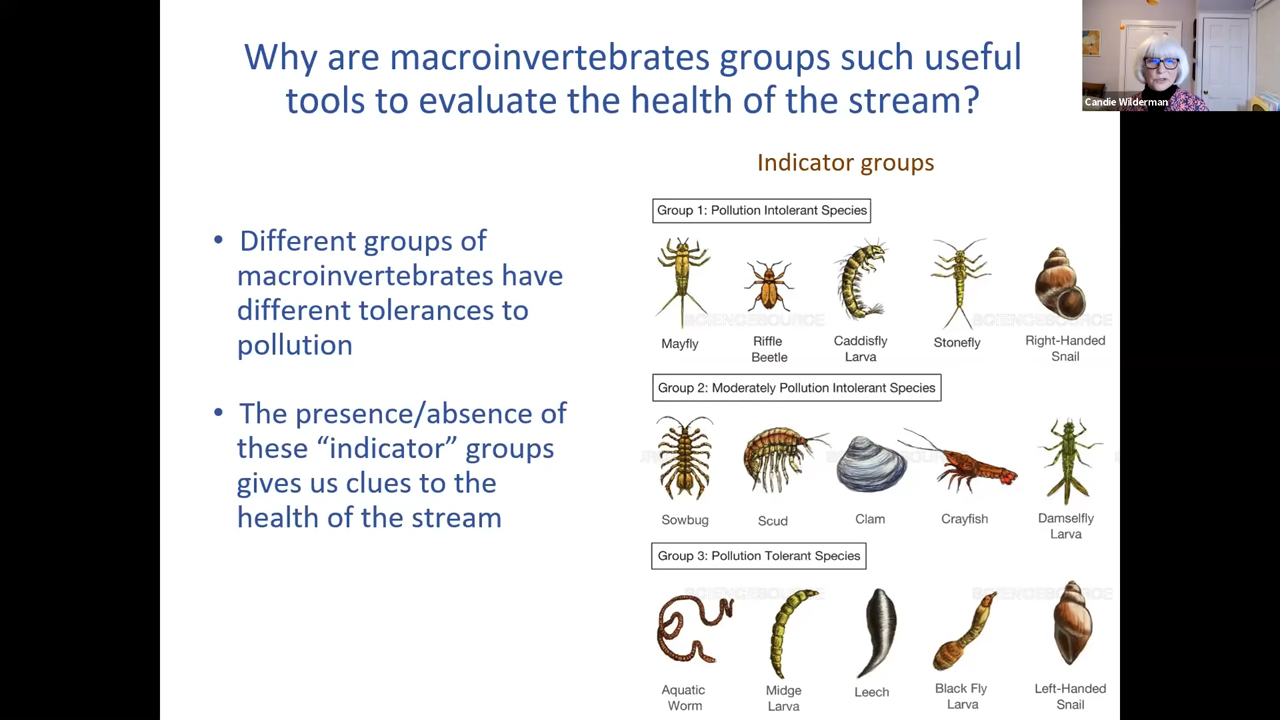 Why are macroinvertebrates groups such useful
tools to evaluate the health of the stream?
Candie Wilderman
• Different groups of
macroinvertebrates have
different tolerances to
pollution
• The presence/absence of
these “indicator” groups
gives us clues to the
health of the stream
Indicator groups
Group 1: Pollution Intolerant Species
SCIENCESOURCE SCIENCESOURCE
Mayfly Riffle Caddisfly Stonefly Right-Handed
Beetle Larva Snail
Group 2: Moderately Pollution Intolerant Species
Sowbug Scud Clam Crayfish Damselfly
Larva
Group 3: Pollution Tolerant Species
SCIENCESOURCE SCIENCESOURCE
Aquatic Midge Leech Black Fly Left-Handed
Worm Larva Larva Snail